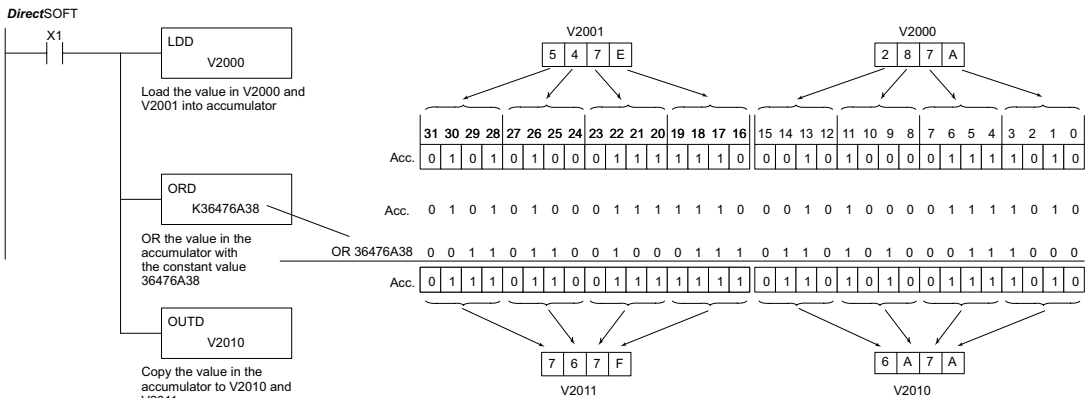 DirectSOFT
X1
LDD
V2000
Load the value in V2000 and
V2001 into accumulator
V2001
V2000
5 4 7 E
2 8 7 A
31 30 29 28 27 26 25 24 23 22 21 20 19 18 17 16 15 14 13 12 11 10 9 8 7 6 5 4 3 2 1 0
Acc. 0 1 0 1 0 1 0 0 0 1 1 1 1 1 1 0 0 0 1 0 1 0 0 0 0 1 1 1 1 0 1 0
ORD
K36476A38
OR the value in the
accumulator with
the constant value
36476A38
Acc. 0 1 0 1 0 1 0 0 0 1 1 1 1 1 1 0 0 0 1 0 1 0 0 0 0 1 1 1 1 0 1 0
OR 36476A38 0 0 1 1 0 1 1 0 0 1 0 0 0 1 1 1 0 1 1 0 1 0 1 0 0 0 1 1 1 0 0 0
Acc. 0 1 1 1 0 1 1 0 0 1 1 1 1 1 1 1 0 1 1 0 1 0 1 0 0 1 1 1 1 0 1 0
OUTD
V2010
Copy the value in the
accumulator to V2010 and
7 6 7 F
6 A 7 A
V2011
V2010